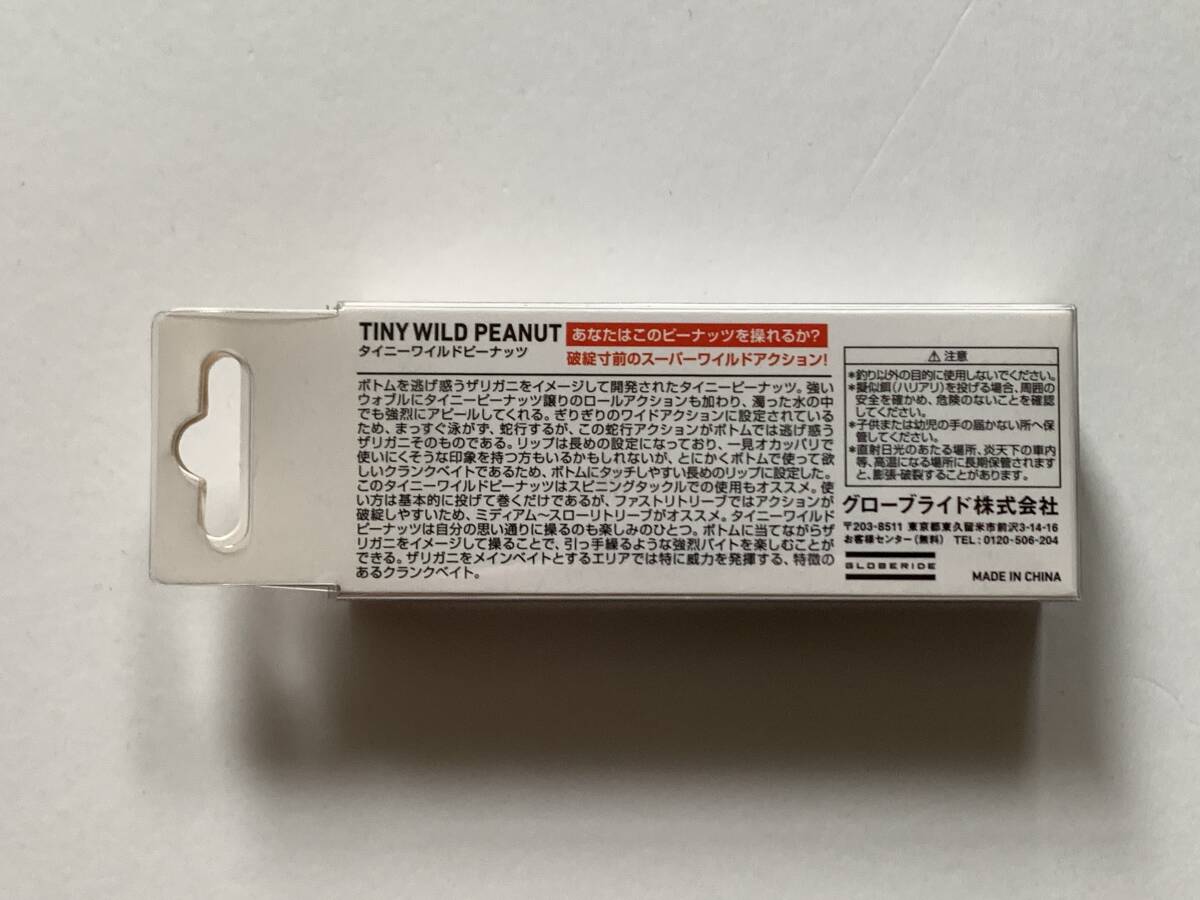 TINY WILD PEANUT
あなたはこのピーナッツを操れるか?
タイニーワイルドピーナッツ
破綻寸前のスーパーワイルドアクション!
ボトムを逃げ惑うザリガニをイメージして開発されたタイニーピーナッツ。強い
ウォブルにタイニーピーナッツ譲りのロールアクションも加わり、濁った水の中
でも強烈にアピールしてくれる。ぎりぎりのワイドアクションに設定されている
ため、まっすぐ泳がず、蛇行するが、この蛇行アクションがボトムでは逃げ惑う
ザリガニそのものである。リップは長めの設定になっており、一見オカッパリで
使いにくそうな印象を持つ方もいるかもしれないが、とにかくボトムで使って欲
しいクランクベイトであるため、ボトムにタッチしやすい長めのリップに設定した。
このタイニーワイルドピーナッツはスピニングタックルでの使用もオススメ。使
い方は基本的に投げて巻くだけであるが、ファストリトリーブではアクションが
破綻しやすいため、ミディアム〜スローリトリーブがオススメ。タイニーワイルド
ピーナッツは自分の思い通りに操るのも楽しみのひとつ。ボトムに当てながらザ
リガニをイメージして操ることで、引っ手繰るような強烈バイトを楽しむことが
できる。ザリガニをメインベイトとするエリアでは特に威力を発揮する、特徴の
あるクランクベイト。
⚠注意
*釣り以外の目的に使用しないでください。
*擬似餌(ハリアリ)を投げる場合、周囲の
安全を確かめ、危険のないことを確認
してください。
*子供または幼児の手の届かない所へ保
管してください。
*直射日光のあたる場所、炎天下の車内
等、高温になる場所に長期保管されます
と、膨張・破裂することがあります。
グローブライド株式会社
〒203-8511 東京都東久留米市前沢3-14-16
お客様センター(無料) TEL:0120-506-204
GLOBERIDE
MADE IN CHINA